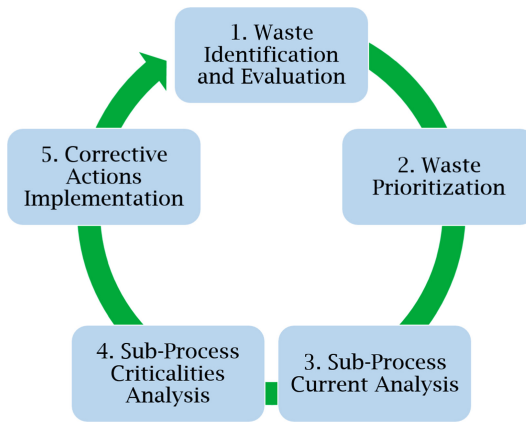 1. Waste
Identification
and Evaluation
2. Waste
Prioritization
3. Sub-Process
Current Analysis
4. Sub-Process
Criticalities
Analysis
5. Corrective
Actions
Implementation